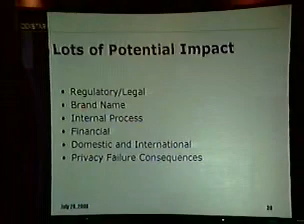 Lots of Potential Impact
• Regulatory/Legal
• Brand Name
• Internal Process
• Financial
• Domestic and International
• Privacy Failure Consequences